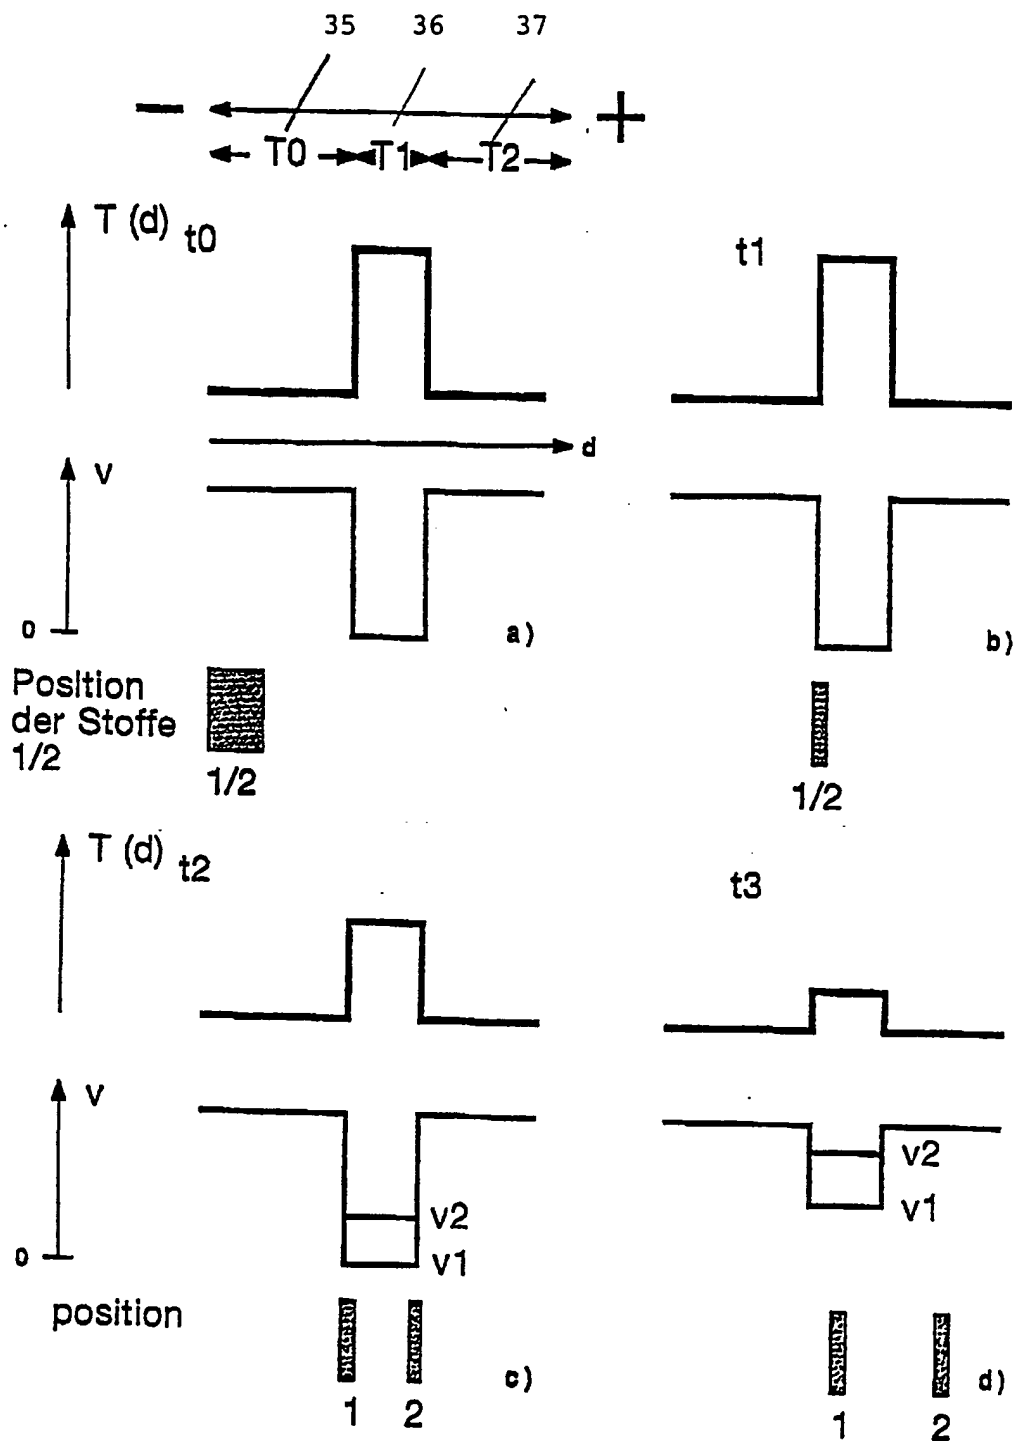 35 36 37
− +
T0 T1 T2
T (d) t0
t1
d
v
0
a)
b)
Position
der Stoffe
1/2
1/2
1/2
T (d) t2
t3
v
v2
v1
v2
v1
0
position
1 2
c)
1 2
d)